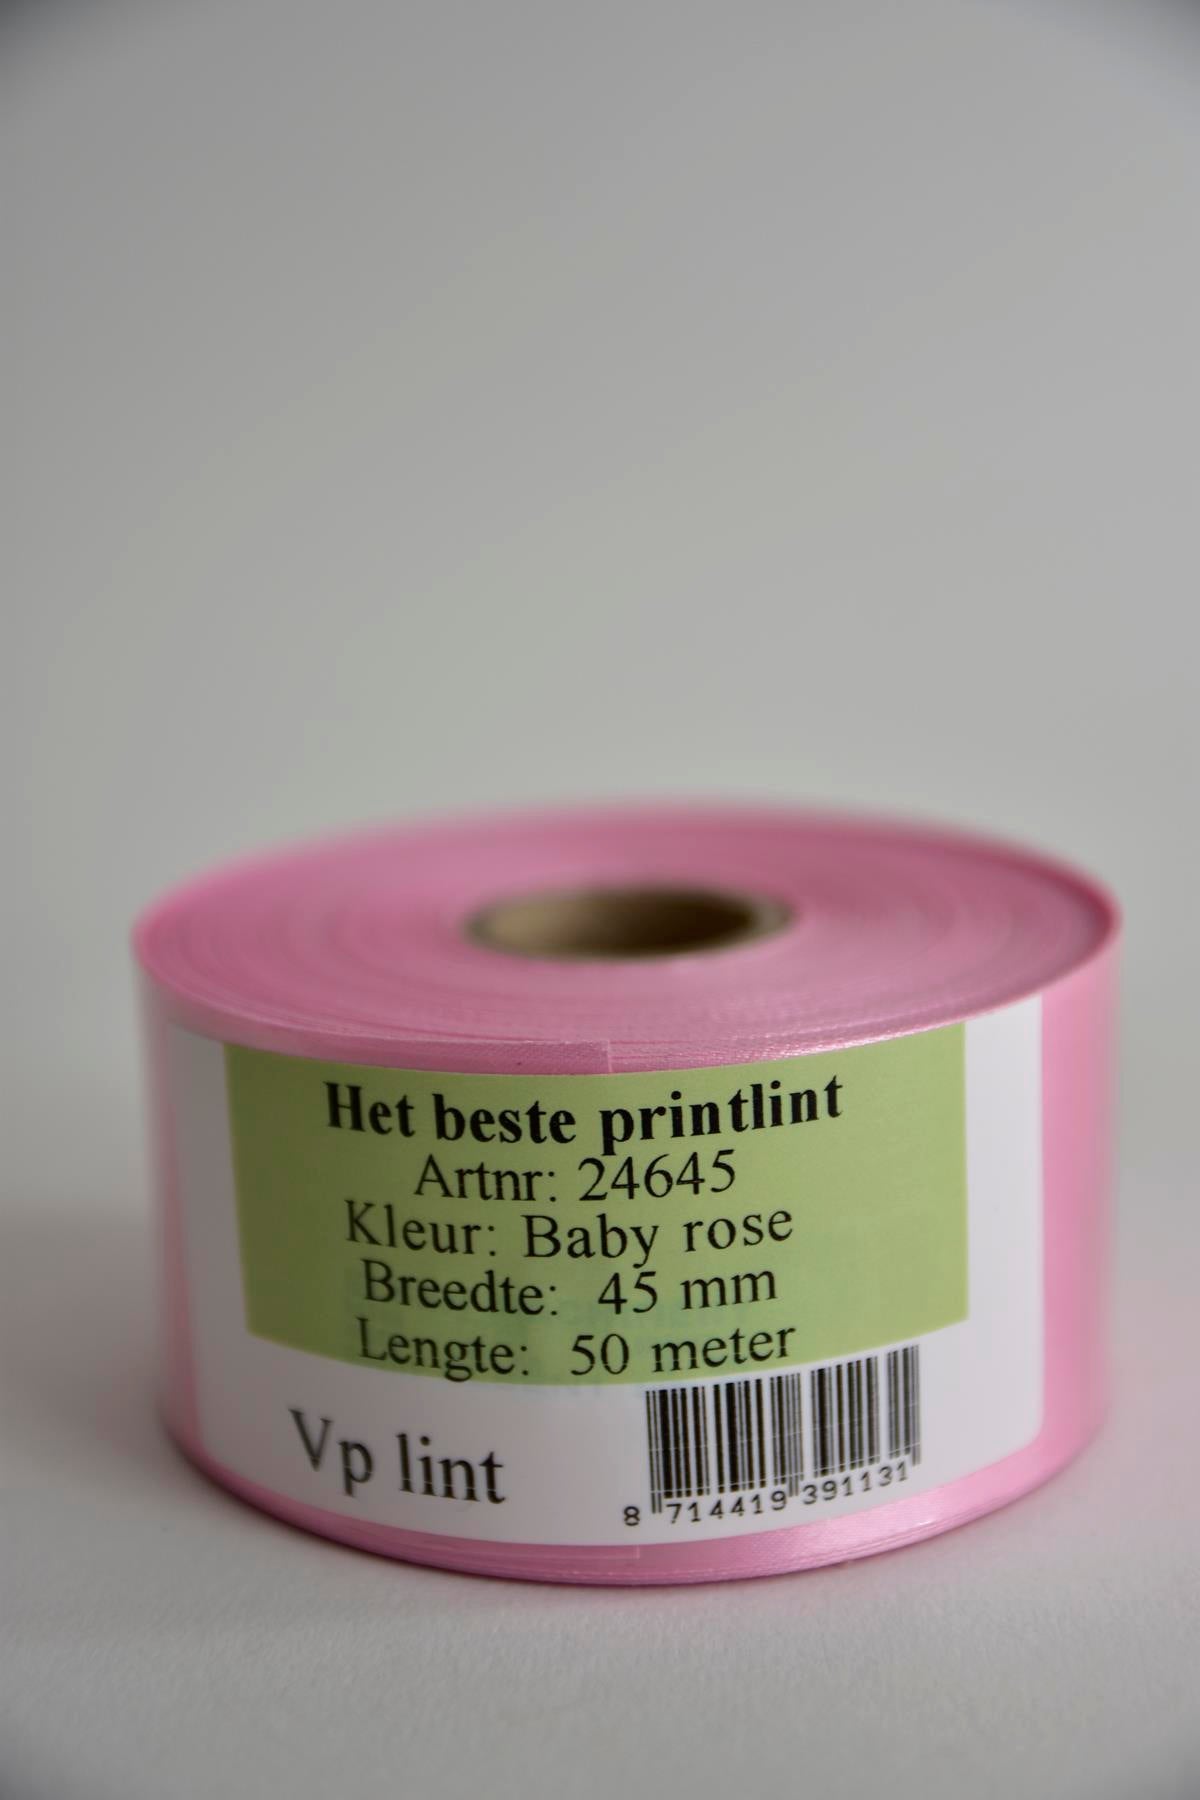 Het beste printlint
Artnr: 24645
Kleur: Baby rose
Breedte: 45 mm
Lengte: 50 meter
Vp lint
8 714419 391131